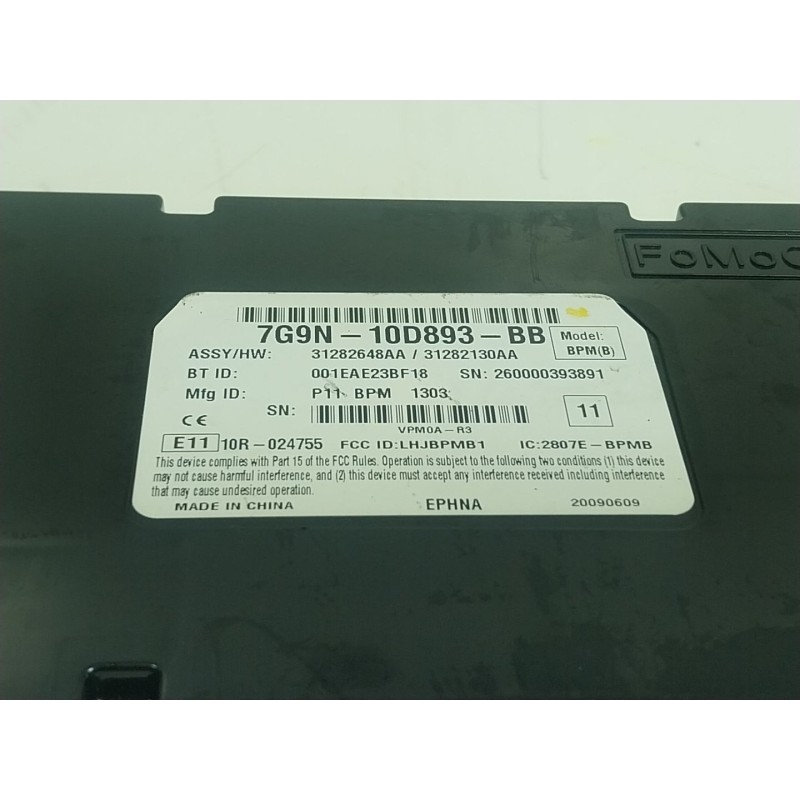 FoMoC
7G9N-10D893-BB
Model:
BPM(B)
ASSY/HW: 31282648AA / 31282130AA
BT ID: 001EAE23BF18 SN: 260000393891
Mfg ID: P11 BPM 1303
SN:
11
VPM0A-R3
CE
E11 10R-024755 FCC ID:LHJBPMB1 IC:2807E-BPMB
This device complies with Part 15 of the FCC Rules. Operation is subject to the following two conditions (1) this device
may not cause harmful interference, and (2) this device must accept any interference received including interference
that may cause undesired operation.
MADE IN CHINA EPHNA 20090609